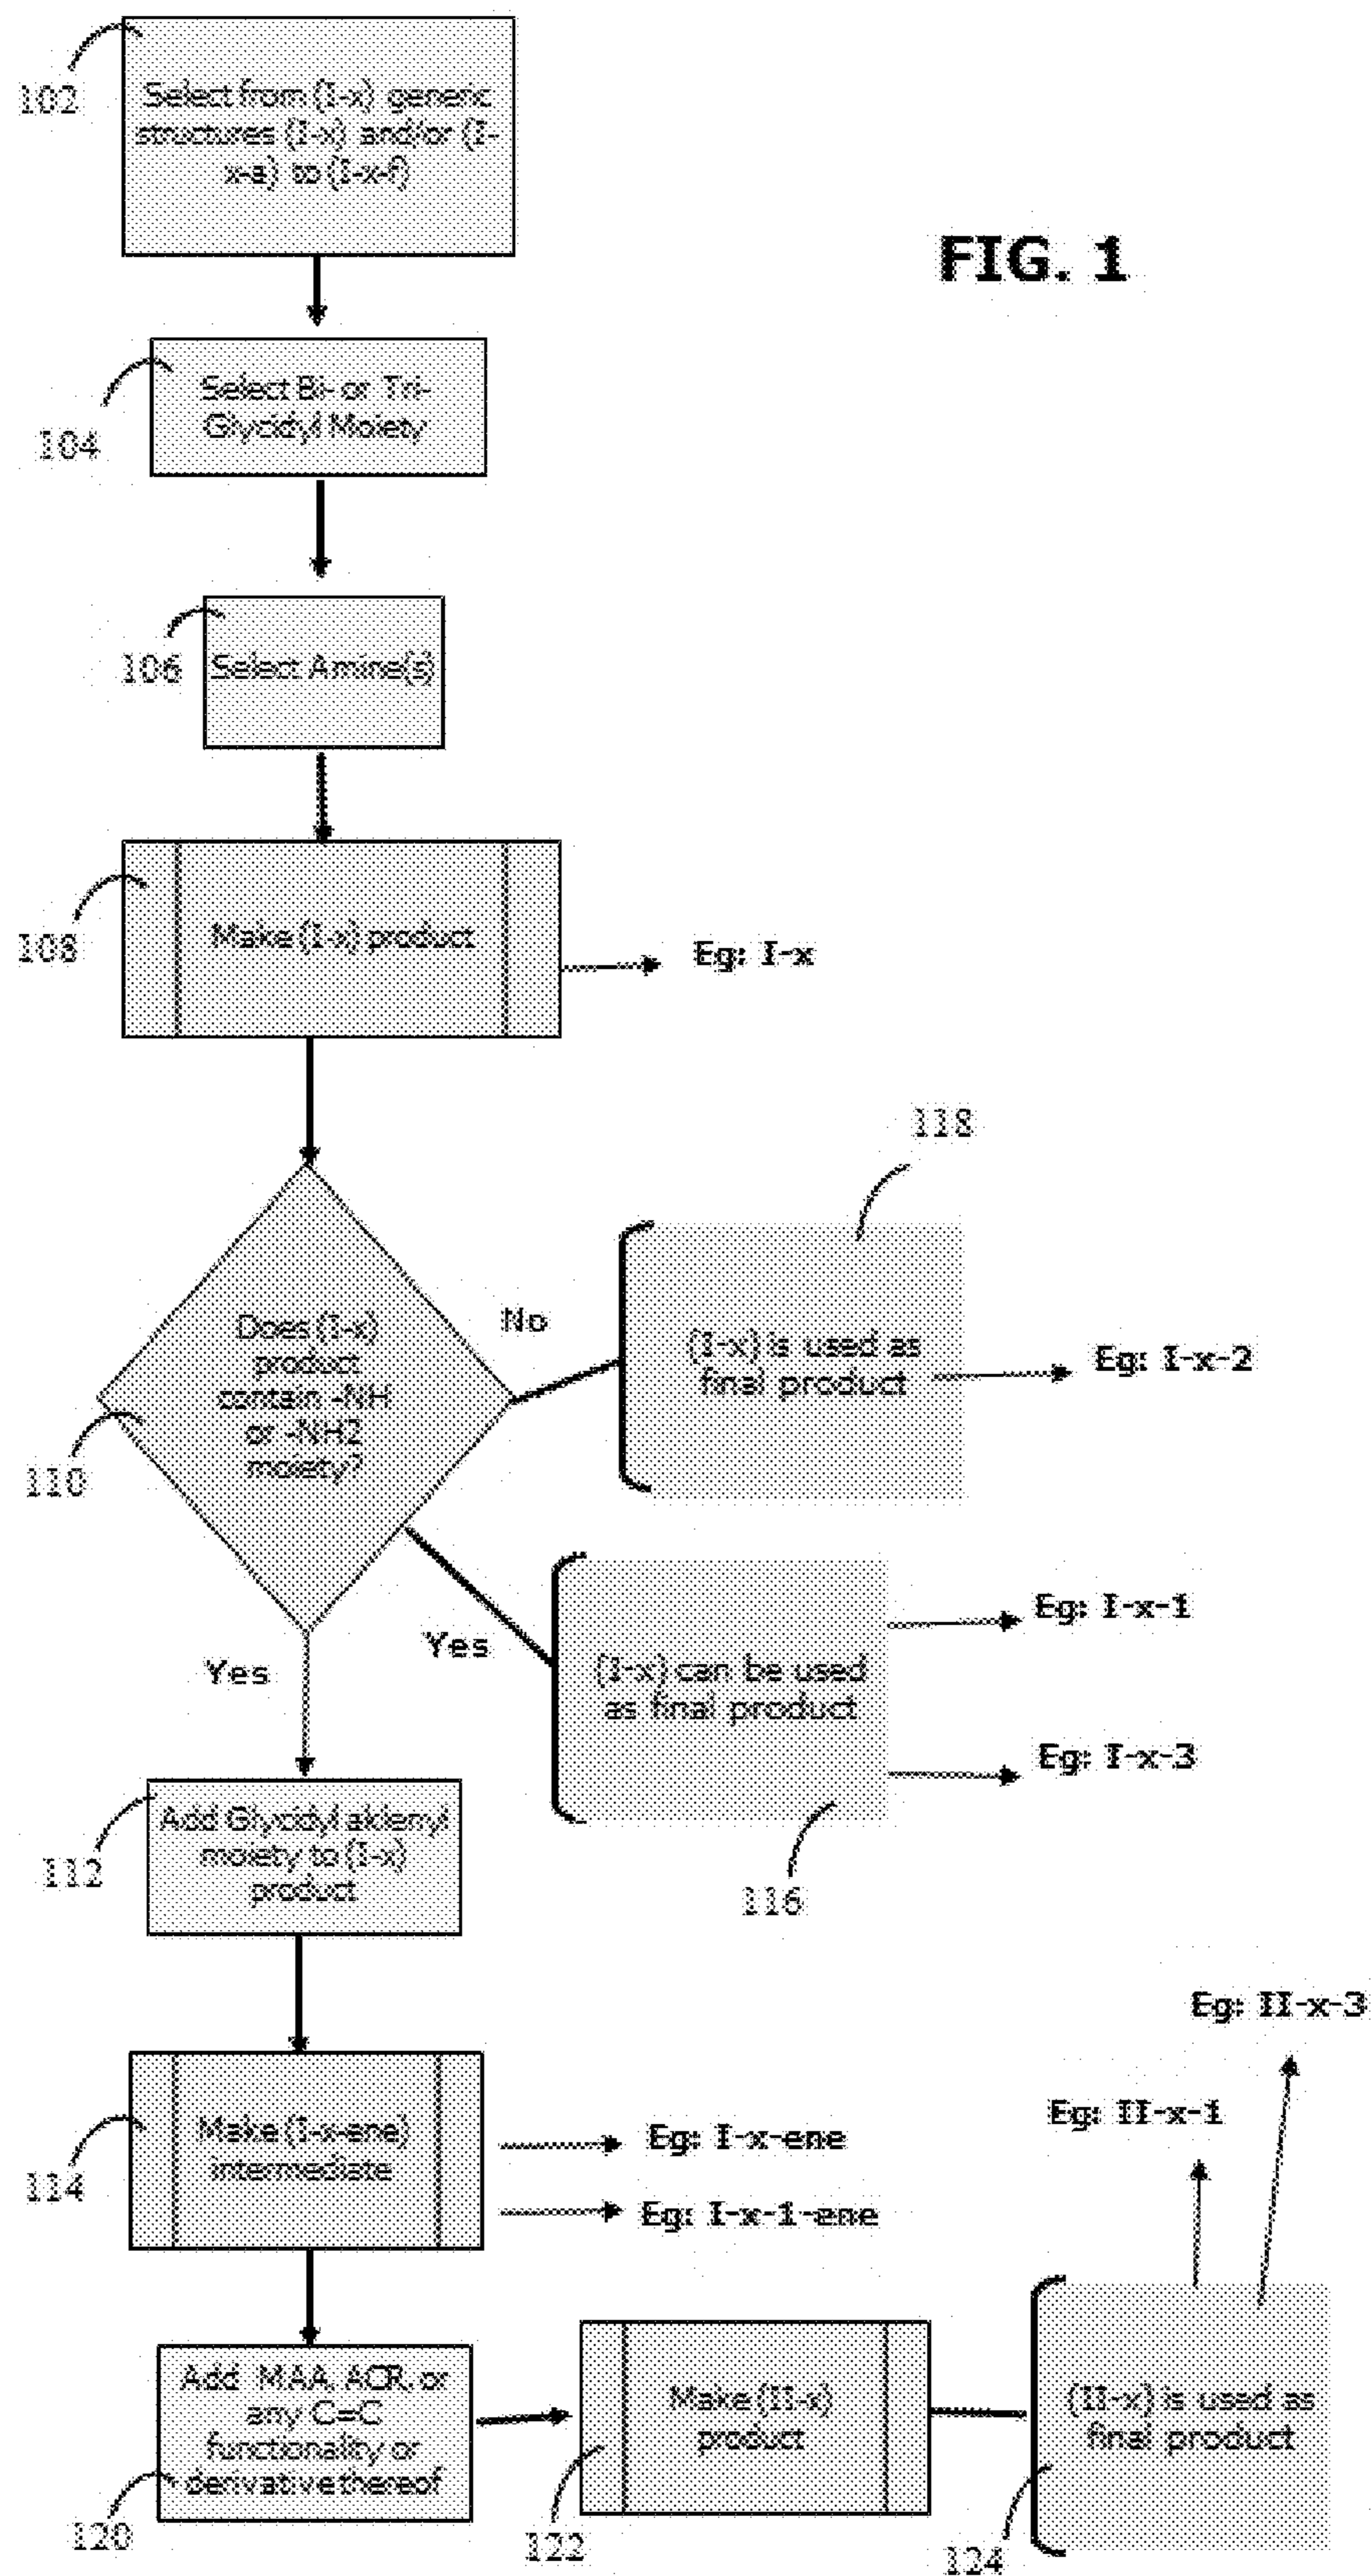 102
Select from (I-x) generic
structures (I-x) and/or (I-
x-a) to (I-x-f)
FIG. 1
104
Select Bi- or Tri-
Glycidyl Moiety
106
Select Amine(s)
108
Make (I-x) product
Eg: I-x
118
110
Does (I-x)
product
contain -NH
or -NH2
moiety?
No
(I-x) is used as
final product
Eg: I-x-2
Yes
Yes
(I-x) can be used
as final product
Eg: I-x-1
Eg: I-x-3
116
112
Add Glycidyl aklenyl
moiety to (I-x)
product
114
Make (I-x-ene)
intermediate
Eg: I-x-ene
Eg: I-x-1-ene
Eg: II-x-3
Eg: II-x-1
120
Add MAA, ACR, or
any C=C
functionality or
derivative thereof
122
Make (II-x)
product
124
(II-x) is used as
final product